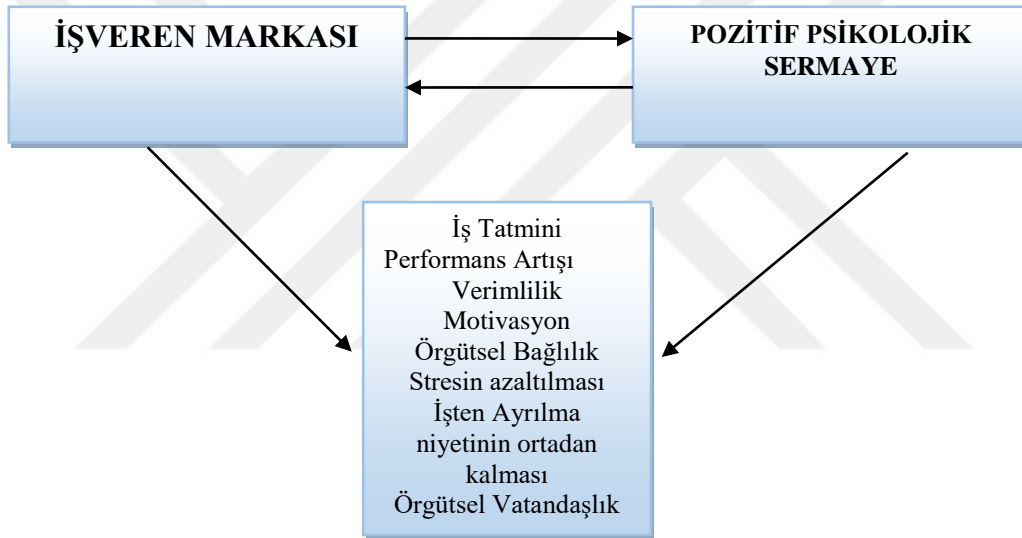 İŞVEREN MARKASI
POZİTİF PSİKOLOJİK
SERMAYE
İş Tatmini
Performans Artışı
Verimlilik
Motivasyon
Örgütsel Bağlılık
Stresin azaltılması
İşten Ayrılma
niyetinin ortadan
kalması
Örgütsel Vatandaşlık